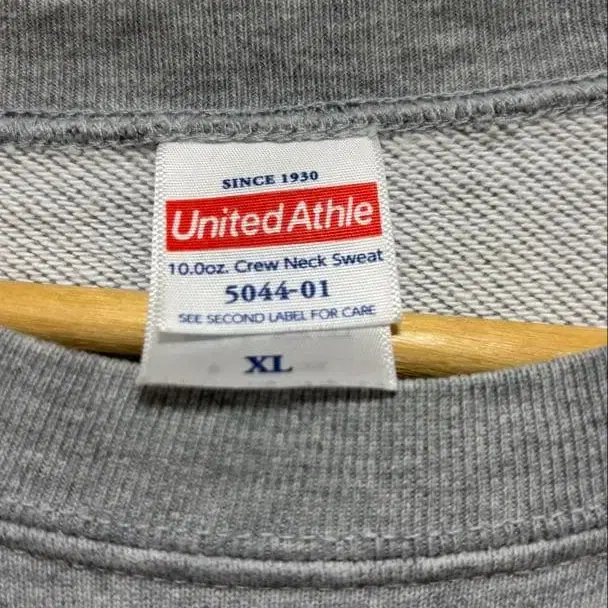 SINCE 1930
United Athle
10.0oz. Crew Neck Sweat
5044-01
SEE SECOND LABEL FOR CARE
XL